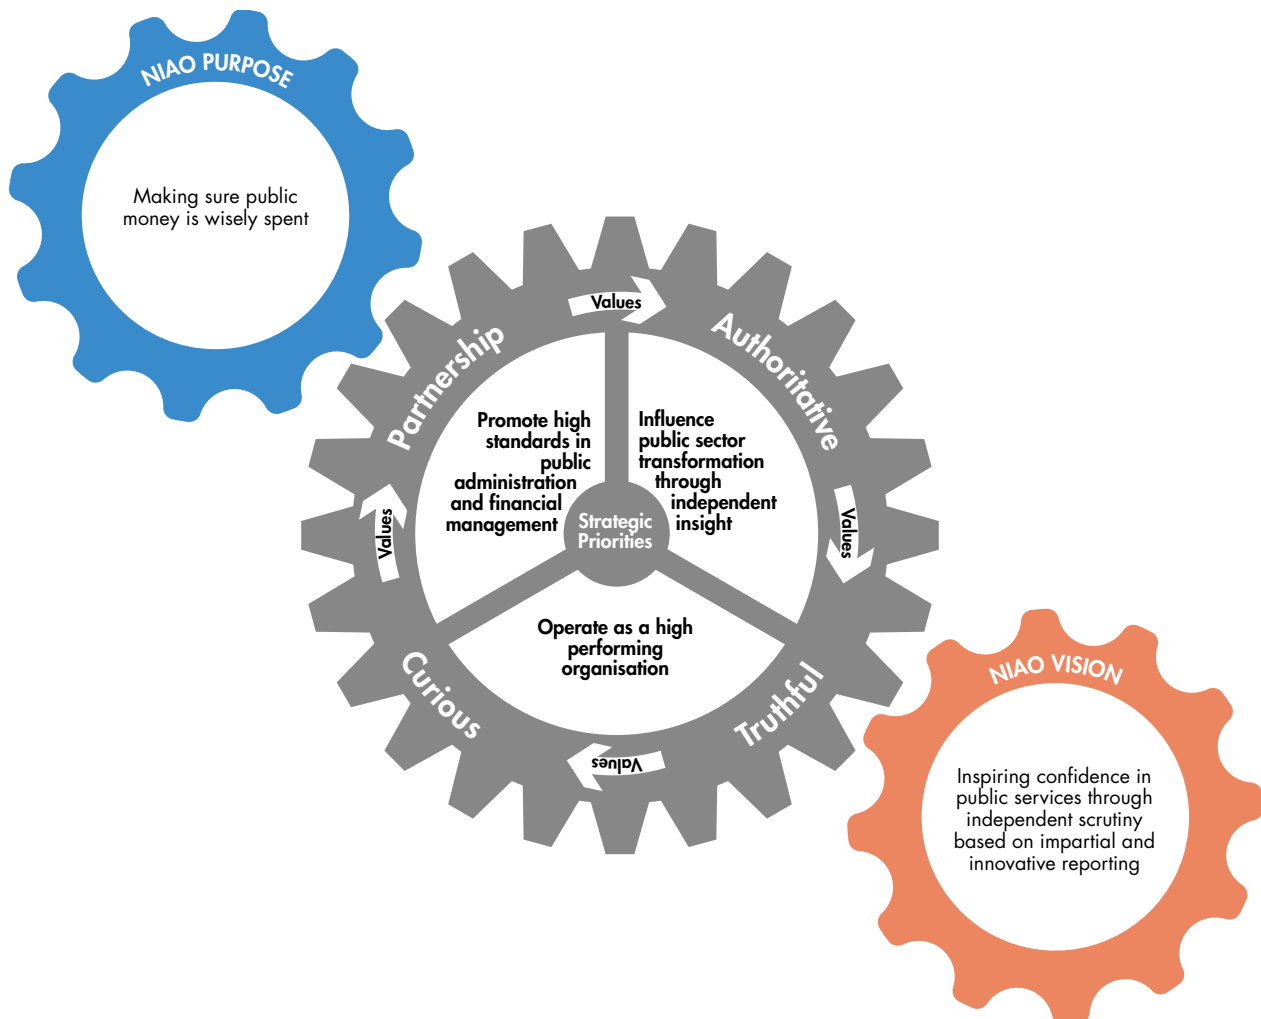 NIAO PURPOSE
Making sure public
money is wisely spent
Values
Partnership
Authoritative
Promote high
standards in
public
administration
and financial
management
Influence
public sector
transformation
through
independent
insight
Strategic
Priorities
Values
Values
Operate as a high
performing
organisation
Curious
Truthful
Values
NIAO VISION
Inspiring confidence in
public services through
independent scrutiny
based on impartial and
innovative reporting